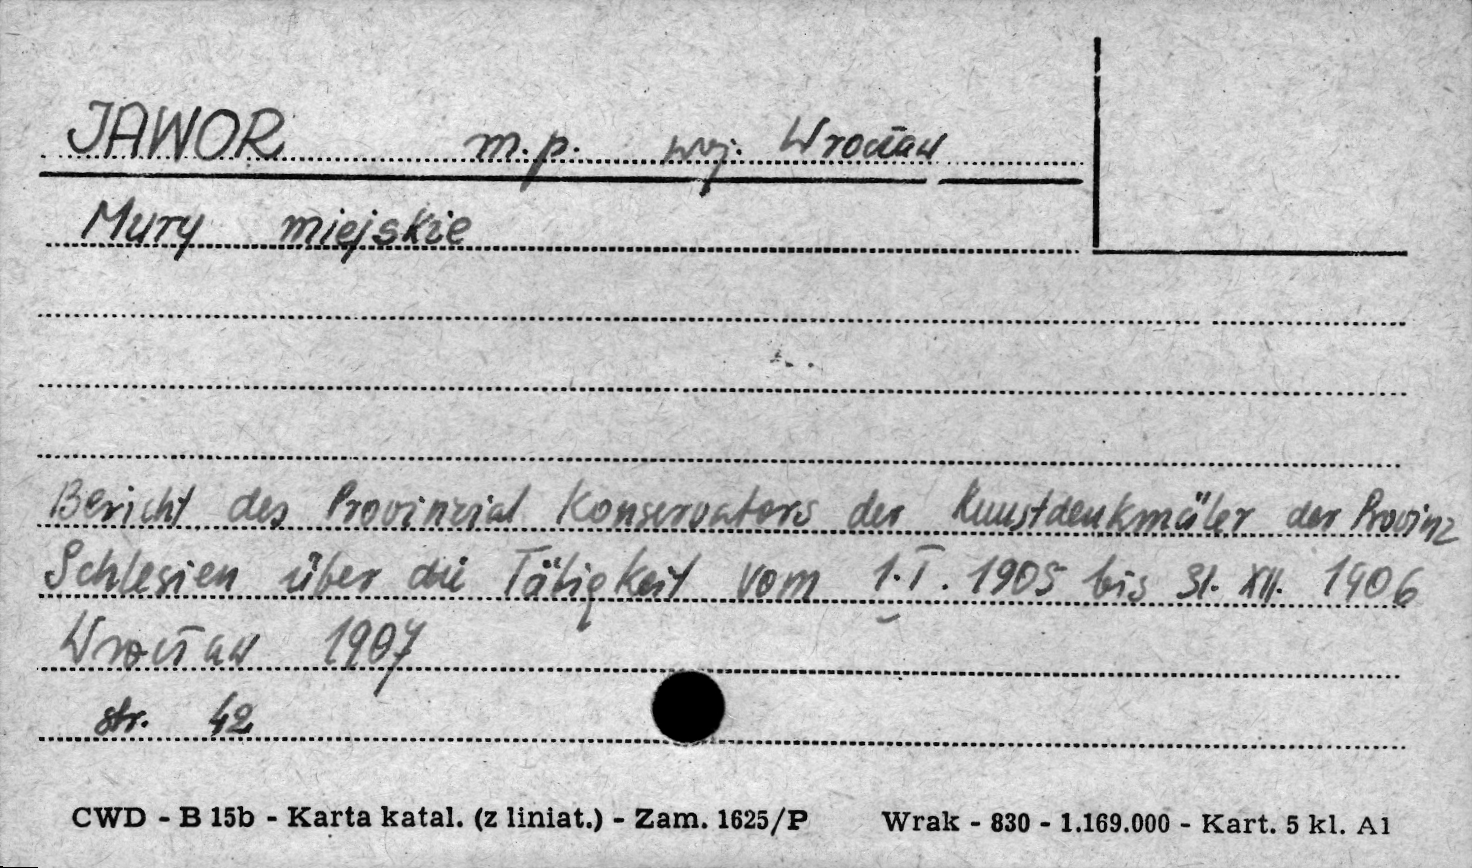 JAWOR m.p. woj. Wrocław
Mury miejskie
Bericht des Provinzial Konservators der Kunstdenkmäler der Provinz
Schlesien über die Tätigkeit vom 1.I. 1905 bis 31. XII. 1906
Wrocław 1907
str. 42
CWD - B 15b - Karta katal. (z liniat.) - Zam. 1625/P Wrak - 830 - 1.169.000 - Kart. 5 kl. A1